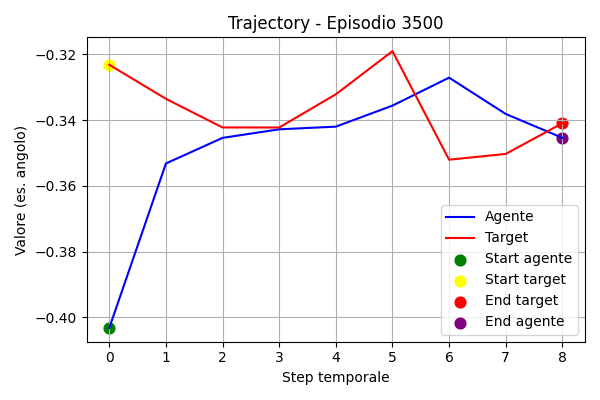 Trajectory - Episodio 3500
Valore (es. angolo)
−0.32
−0.34
−0.36
−0.38
−0.40
0 1 2 3 4 5 6 7 8
Step temporale
Agente
Target
Start agente
Start target
End target
End agente